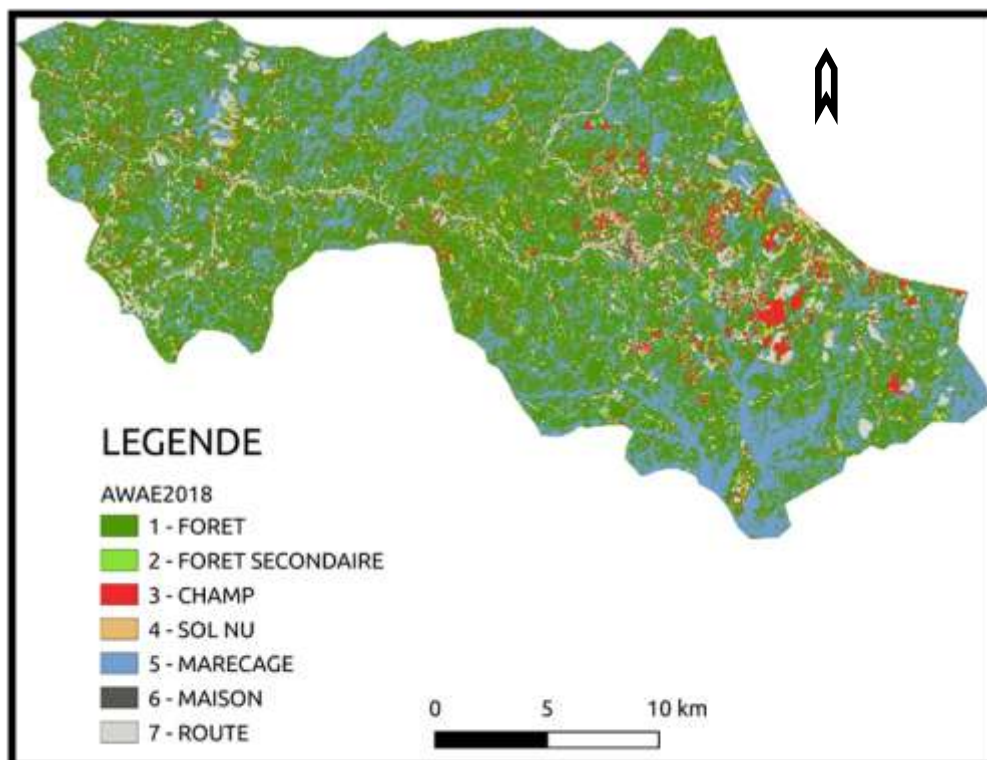 LEGENDE
AWAE2018
1 - FORET
2 - FORET SECONDAIRE
3 - CHAMP
4 - SOL NU
5 - MARECAGE
6 - MAISON
7 - ROUTE
0 5 10 km